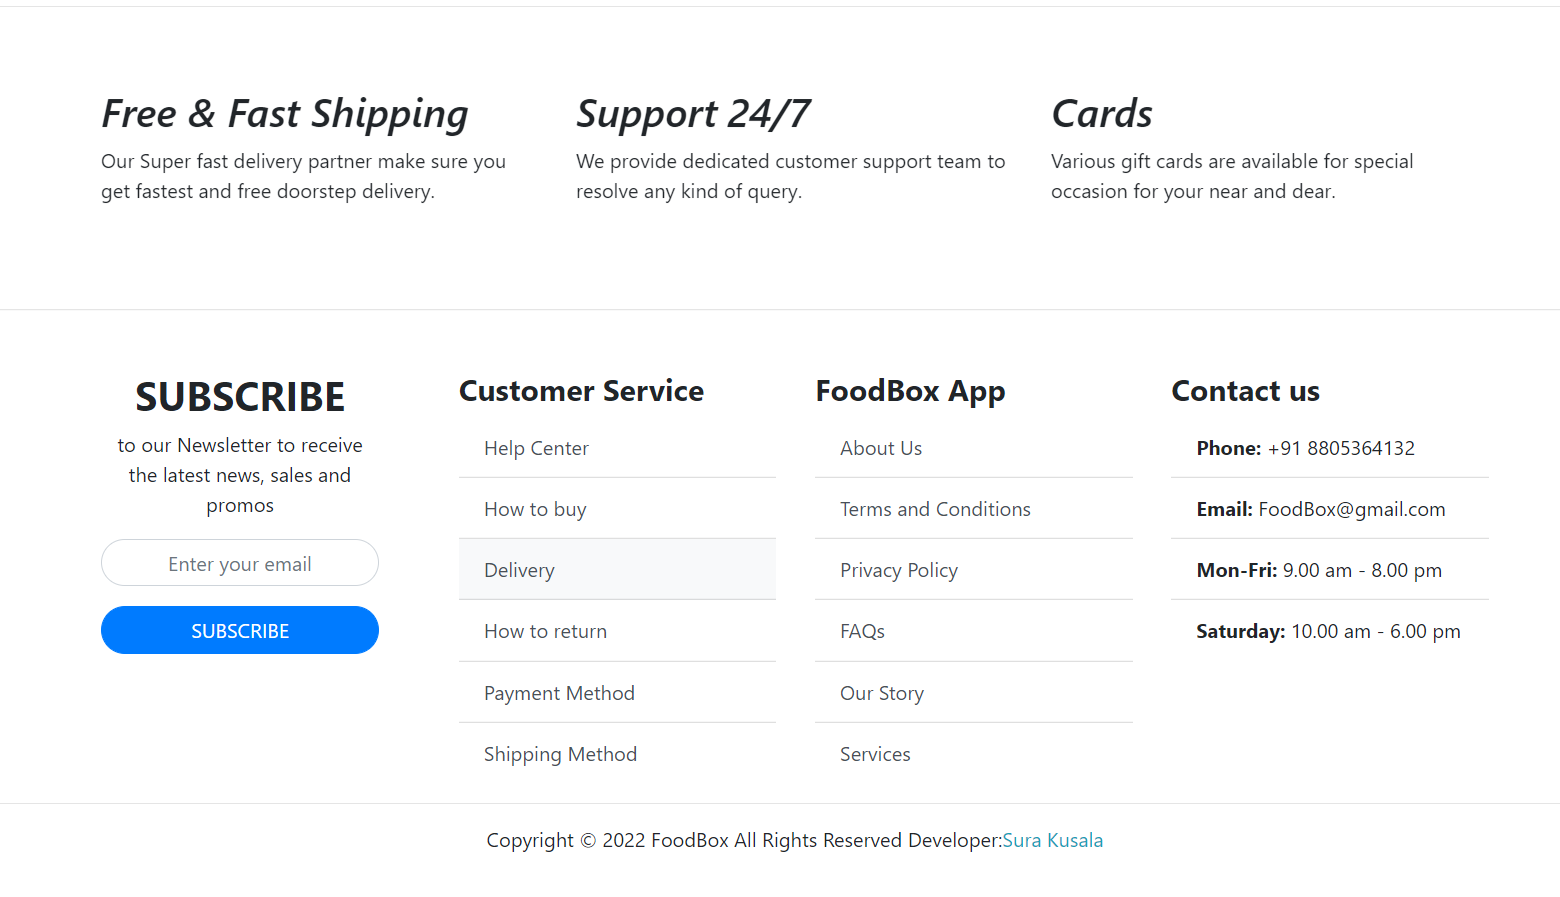 Free & Fast Shipping
Our Super fast delivery partner make sure you
get fastest and free doorstep delivery.
Support 24/7
We provide dedicated customer support team to
resolve any kind of query.
Cards
Various gift cards are available for special
occasion for your near and dear.
SUBSCRIBE
to our Newsletter to receive
the latest news, sales and
promos
Enter your email
SUBSCRIBE
Customer Service
Help Center
How to buy
Delivery
How to return
Payment Method
Shipping Method
FoodBox App
About Us
Terms and Conditions
Privacy Policy
FAQs
Our Story
Services
Contact us
Phone: +91 8805364132
Email: FoodBox@gmail.com
Mon-Fri: 9.00 am - 8.00 pm
Saturday: 10.00 am - 6.00 pm
Copyright © 2022 FoodBox All Rights Reserved Developer:Sura Kusala